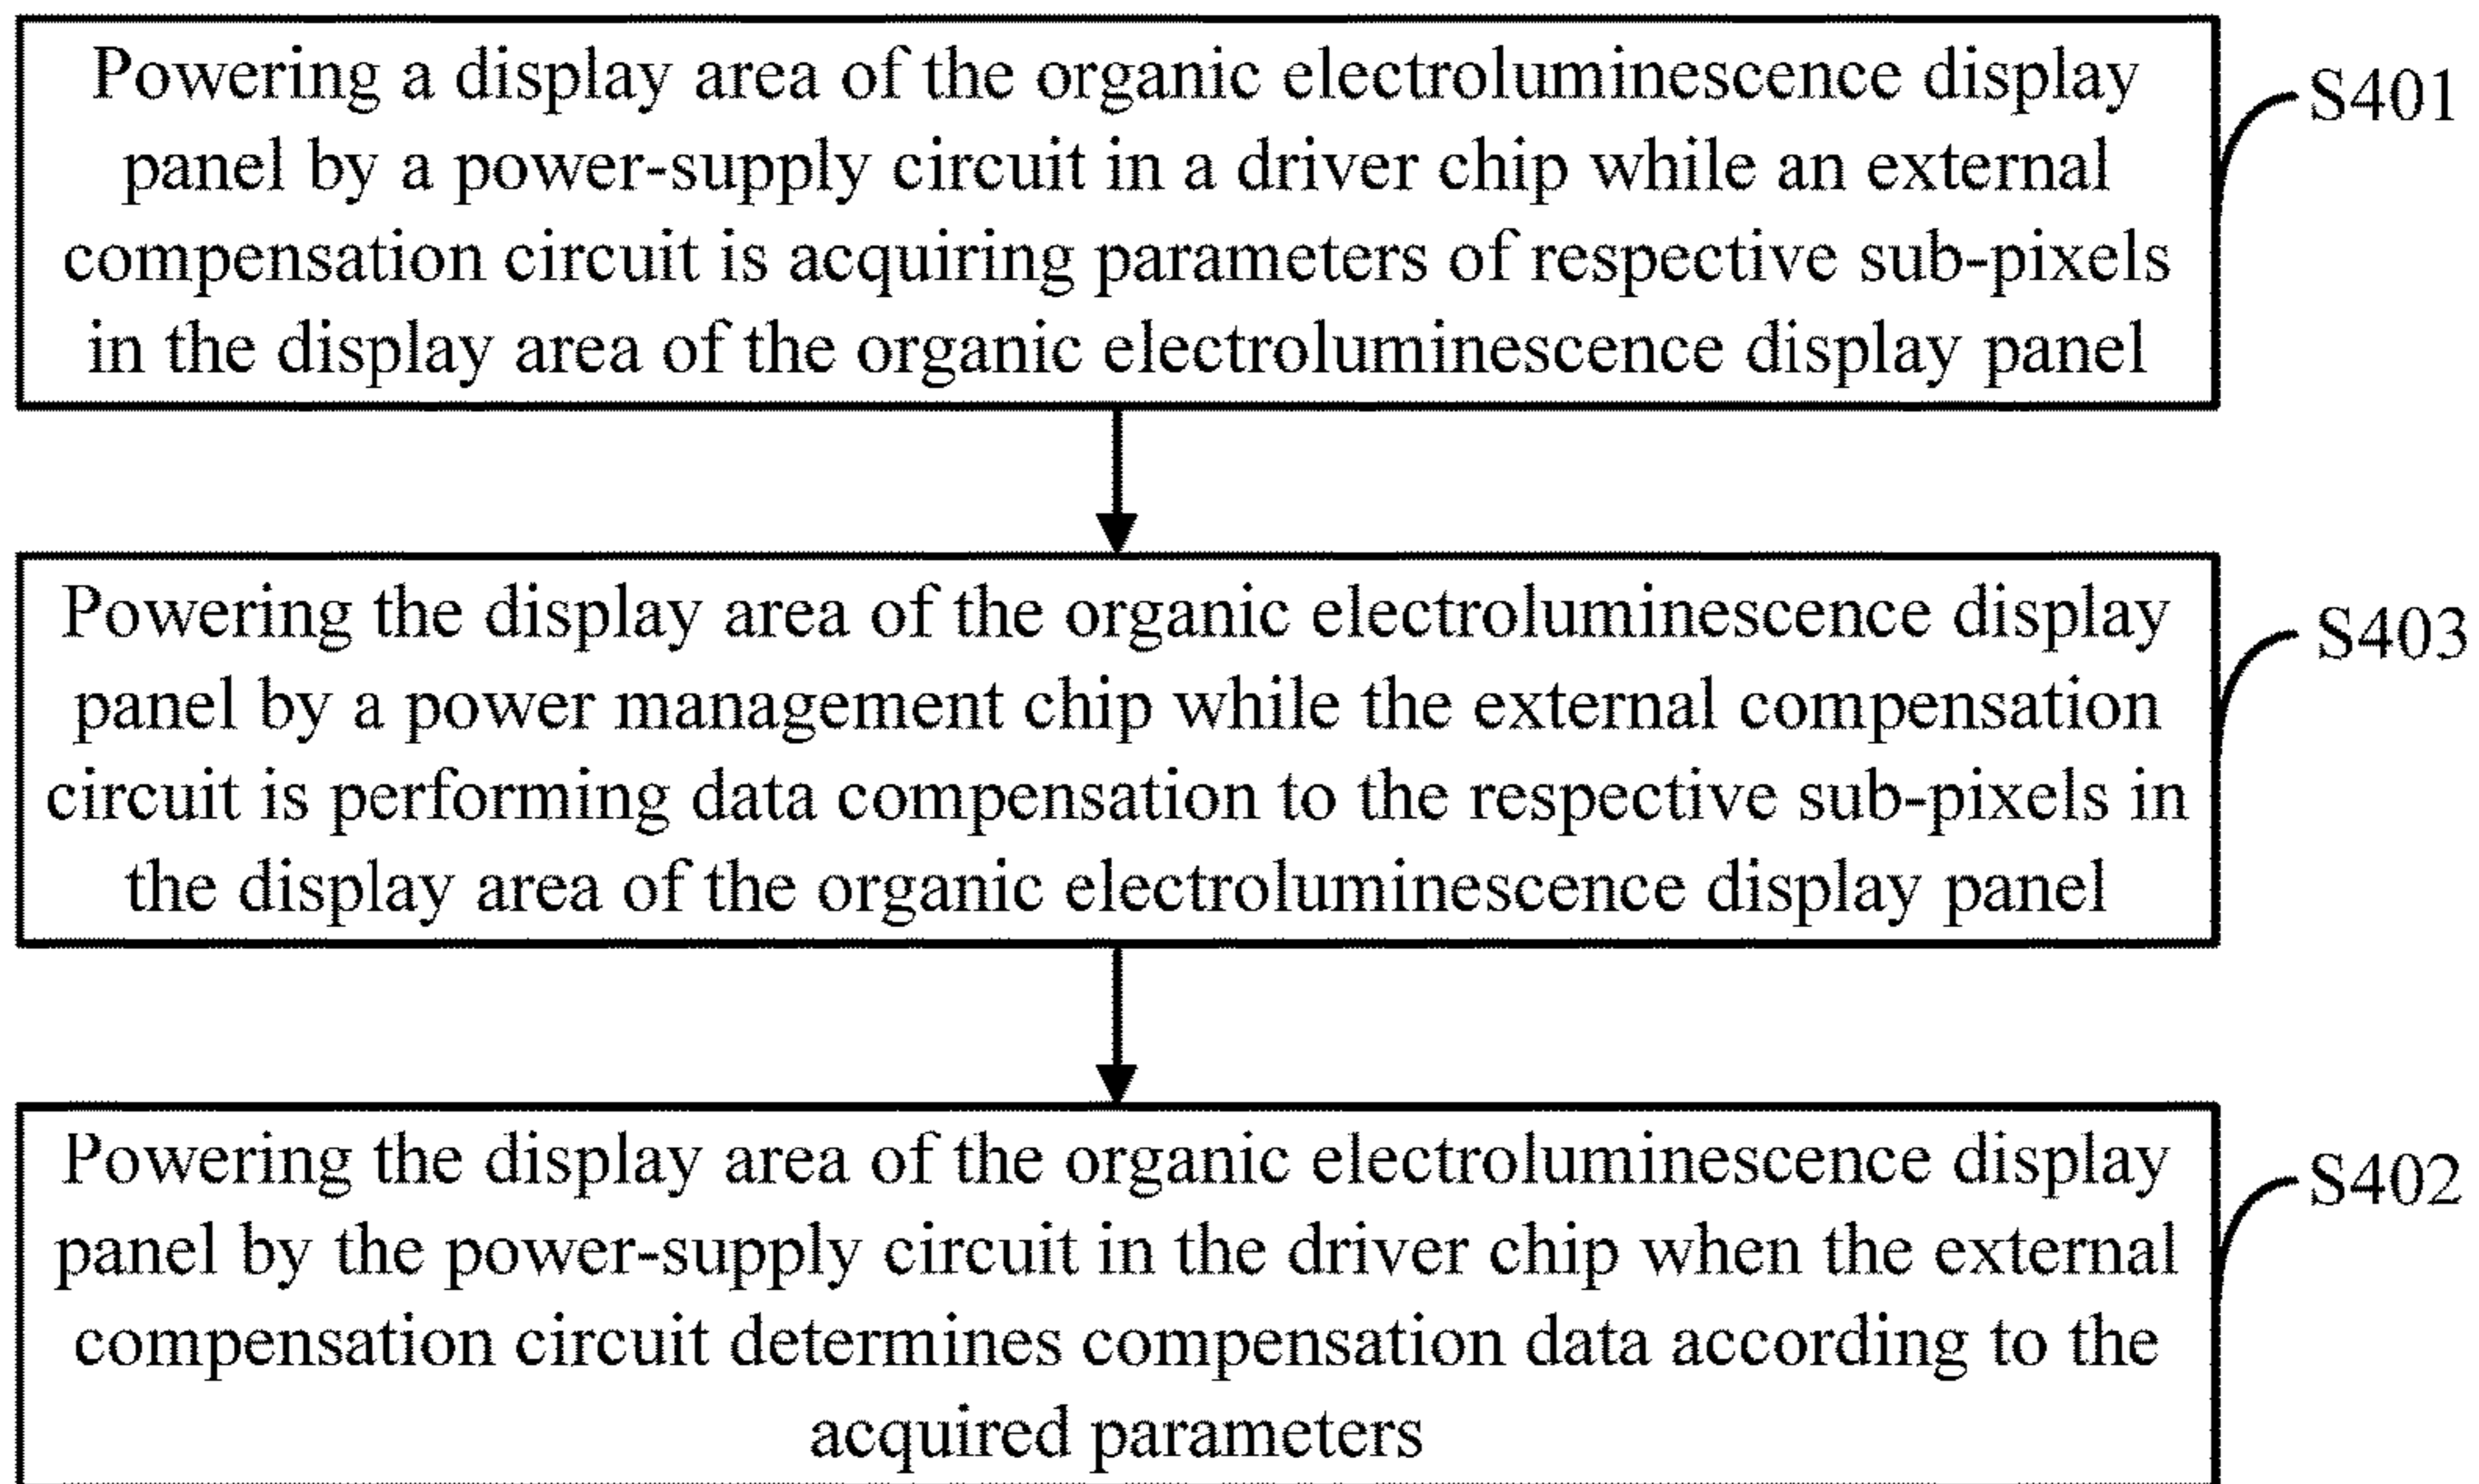 Powering a display area of the organic electroluminescence display
panel by a power-supply circuit in a driver chip while an external
compensation circuit is acquiring parameters of respective sub-pixels
in the display area of the organic electroluminescence display panel
S401
Powering the display area of the organic electroluminescence display
panel by a power management chip while the external compensation
circuit is performing data compensation to the respective sub-pixels in
the display area of the organic electroluminescence display panel
S403
Powering the display area of the organic electroluminescence display
panel by the power-supply circuit in the driver chip when the external
compensation circuit determines compensation data according to the
acquired parameters
S402